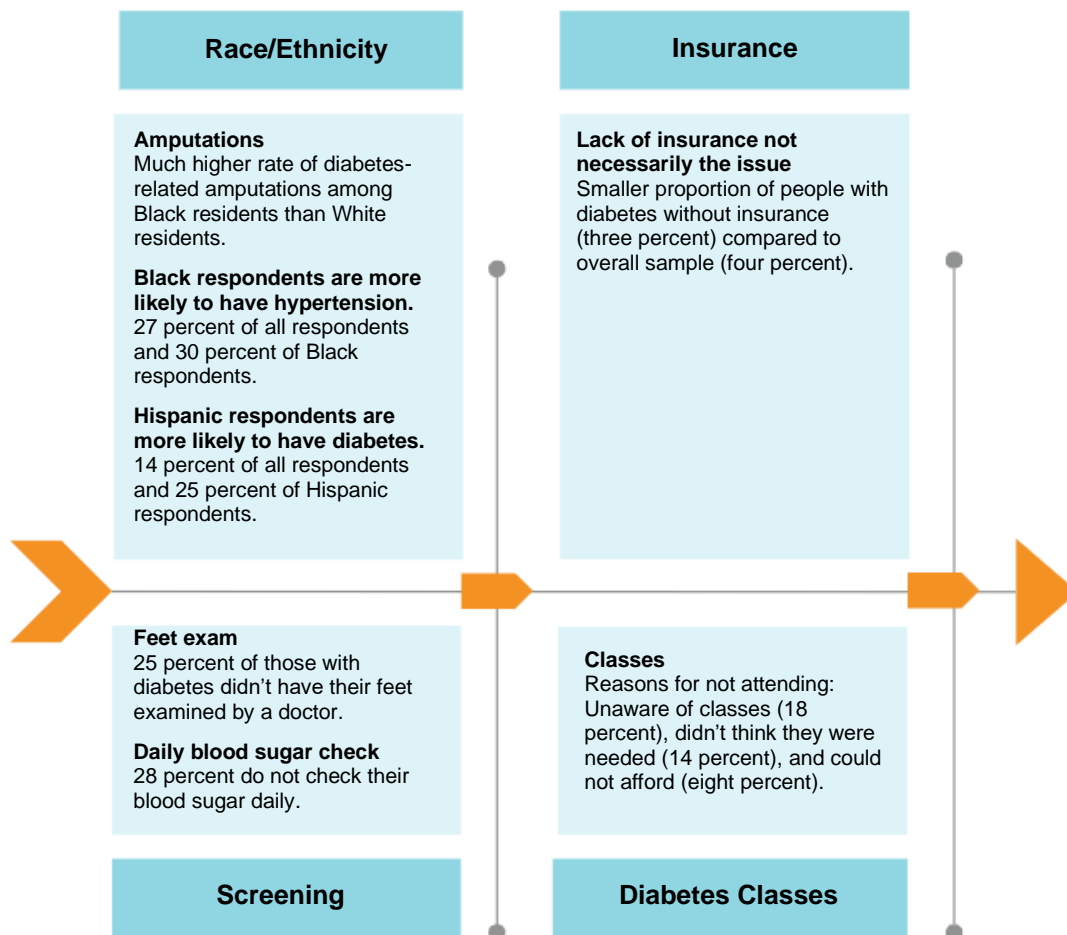 Race/Ethnicity
Amputations
Much higher rate of diabetes-
related amputations among
Black residents than White
residents.
Black respondents are more
likely to have hypertension.
27 percent of all respondents
and 30 percent of Black
respondents.
Hispanic respondents are
more likely to have diabetes.
14 percent of all respondents
and 25 percent of Hispanic
respondents.
Insurance
Lack of insurance not
necessarily the issue
Smaller proportion of people with
diabetes without insurance
(three percent) compared to
overall sample (four percent).
Feet exam
25 percent of those with
diabetes didn’t have their feet
examined by a doctor.
Daily blood sugar check
28 percent do not check their
blood sugar daily.
Screening
Classes
Reasons for not attending:
Unaware of classes (18
percent), didn’t think they were
needed (14 percent), and could
not afford (eight percent).
Diabetes Classes